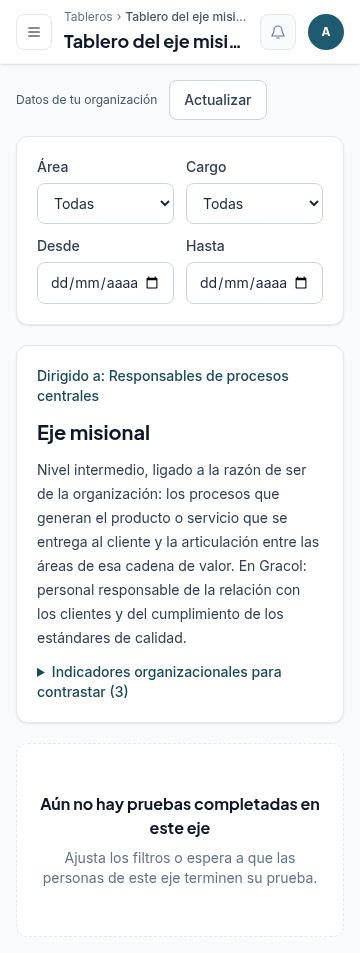 Tableros › Tablero del eje misi...
Tablero del eje misi...
A
Datos de tu organización
Actualizar
Área
Cargo
Todas
Todas
Desde
Hasta
dd/mm/aaaa
dd/mm/aaaa
Dirigido a: Responsables de procesos
centrales
Eje misional
Nivel intermedio, ligado a la razón de ser
de la organización: los procesos que
generan el producto o servicio que se
entrega al cliente y la articulación entre las
áreas de esa cadena de valor. En Gracol:
personal responsable de la relación con
los clientes y del cumplimiento de los
estándares de calidad.
Indicadores organizacionales para
contrastar (3)
Aún no hay pruebas completadas en
este eje
Ajusta los filtros o espera a que las
personas de este eje terminen su prueba.